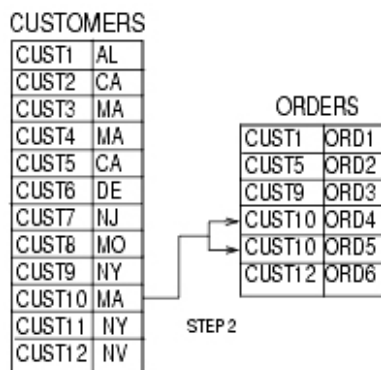 CUSTOMERS
CUST1 AL
CUST2 CA
CUST3 MA
CUST4 MA
CUST5 CA
CUST6 DE
CUST7 NJ
CUST8 MO
CUST9 NY
CUST10 MA
CUST11 NY
CUST12 NV
ORDERS
CUST1 ORD1
CUST5 ORD2
CUST9 ORD3
CUST10 ORD4
CUST10 ORD5
CUST12 ORD6
STEP 2